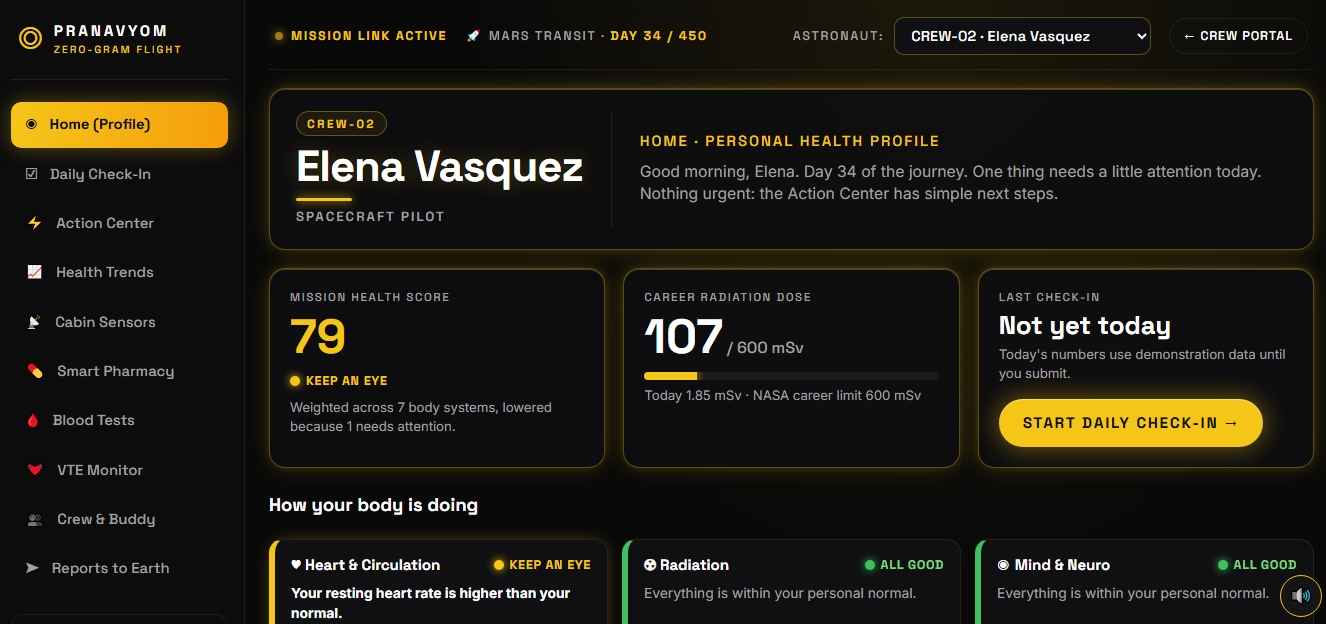 PRANAVYOM
ZERO-GRAM FLIGHT
MISSION LINK ACTIVE
MARS TRANSIT · DAY 34 / 450
ASTRONAUT:
CREW-02 · Elena Vasquez
← CREW PORTAL
Home (Profile)
Daily Check-In
Action Center
Health Trends
Cabin Sensors
Smart Pharmacy
Blood Tests
VTE Monitor
Crew & Buddy
Reports to Earth
CREW-02
Elena Vasquez
SPACECRAFT PILOT
HOME · PERSONAL HEALTH PROFILE
Good morning, Elena. Day 34 of the journey. One thing needs a little attention today.
Nothing urgent: the Action Center has simple next steps.
MISSION HEALTH SCORE
79
KEEP AN EYE
Weighted across 7 body systems, lowered
because 1 needs attention.
CAREER RADIATION DOSE
107 / 600 mSv
Today 1.85 mSv · NASA career limit 600 mSv
LAST CHECK-IN
Not yet today
Today's numbers use demonstration data until
you submit.
START DAILY CHECK-IN →
How your body is doing
Heart & Circulation
KEEP AN EYE
Your resting heart rate is higher than your
normal.
Radiation
ALL GOOD
Everything is within your personal normal.
Mind & Neuro
ALL GOOD
Everything is within your personal normal.